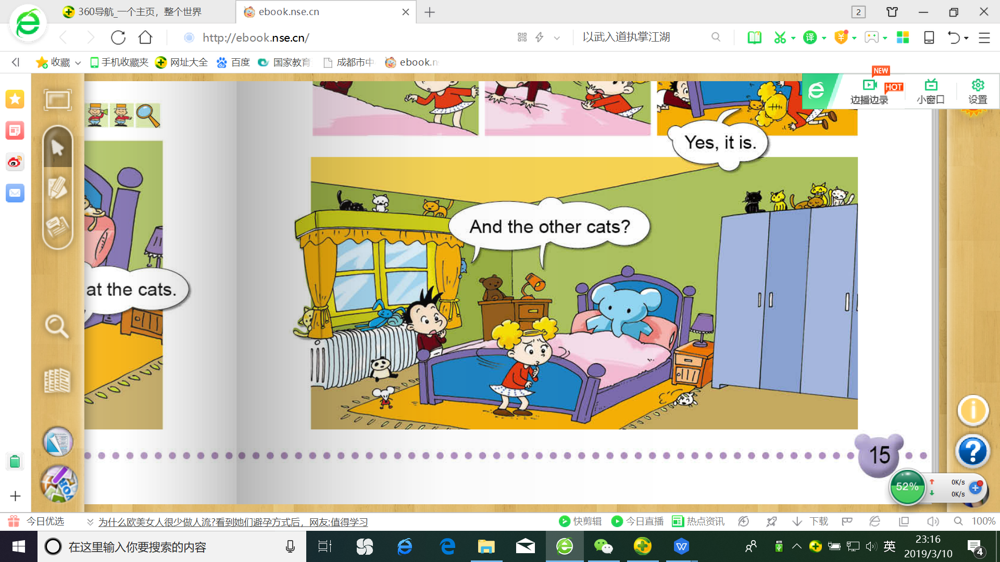 360导航_一个主页，整个世界
ebook.nse.cn
2
http://ebook.nse.cn/
以武入道执掌江湖
译
收藏
手机收藏夹
网址大全
百度
国家教育
成都市中
ebook.n
NEW
HOT
边播边录
小窗口
设置
Yes, it is.
And the other cats?
at the cats.
15
52%
0K/s
0K/s
今日优选
为什么欧美女人很少做人流?看到她们避孕方式后，网友:值得学习
快剪辑
今日直播
热点资讯
下载
100%
在这里输入你要搜索的内容
英
23:16
2019/3/10
4